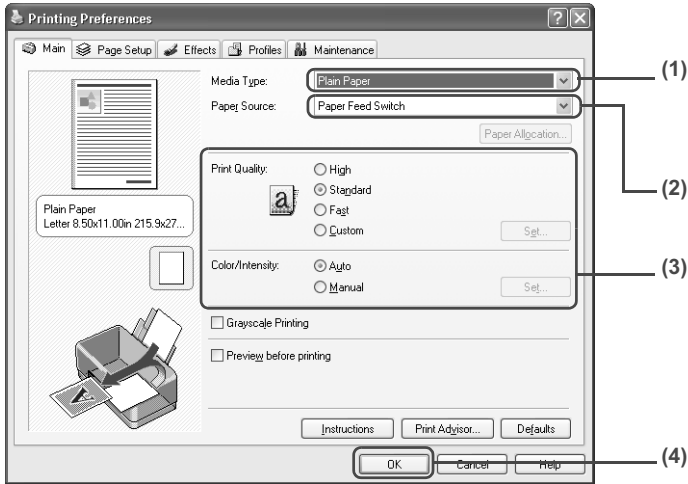 Printing Preferences
Main Page Setup Effects Profiles Maintenance
Media Type: Plain Paper
(1)
Paper Source: Paper Feed Switch
Paper Allocation...
(2)
Print Quality: High
Standard
Fast
Custom Set...
a
Plain Paper
Letter 8.50x11.00in 215.9x27...
Color/Intensity: Auto
(3)
Manual Set...
Grayscale Printing
Preview before printing
A
Instructions Print Advisor... Defaults
OK Cancel Help
(4)